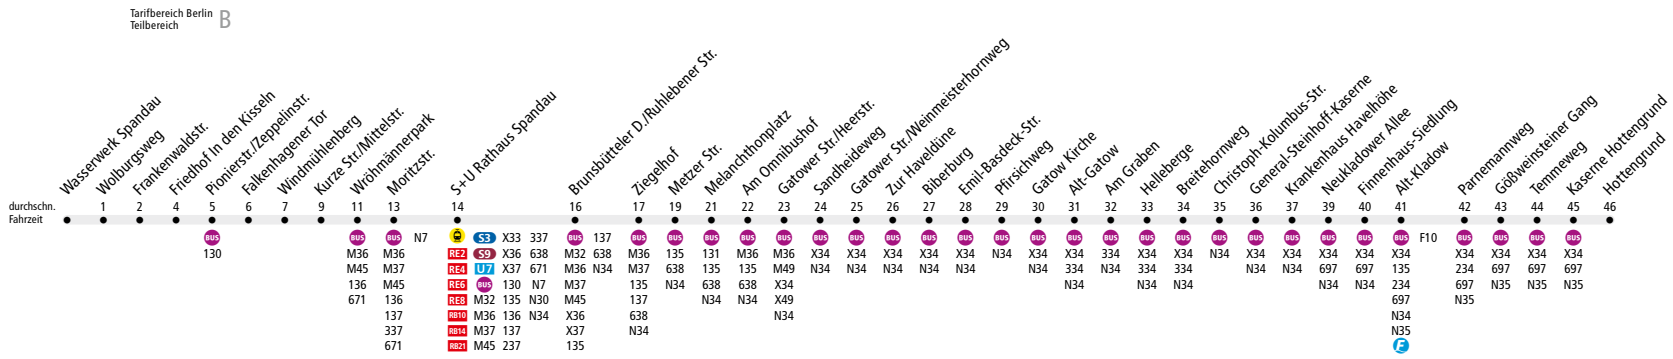 Tarifbereich Berlin
Teilbereich B
Wasserwerk Spandau
Wolburgsweg
Frankenwaldstr.
Friedhof In den Kisseln
Pionierstr./Zeppelinstr.
Falkenhagener Tor
Windmühlenberg
Kurze Str./Mittelstr.
Wröhmännerpark
Moritzstr.
S+U Rathaus Spandau
Brunsbütteler D./Ruhlebener Str.
Ziegelhof
Metzer Str.
Melanchthonplatz
Am Omnibushof
Gatower Str./Heerstr.
Sandheideweg
Gatower Str./Weinmeisterhornweg
Zur Haveldüne
Biberburg
Emil-Basdeck-Str.
Pfirsichweg
Gatow Kirche
Alt-Gatow
Am Graben
Helleberge
Breitehornweg
Christoph-Kolumbus-Str.
General-Steinhoff-Kaserne
Krankenhaus Havelhöhe
Neukladower Allee
Finnenhaus-Siedlung
Alt-Kladow
Parnemannweg
Gößweinsteiner Gang
Temmeweg
Kaserne Hottengrund
Hottengrund
durchschn. 1 2 4 5 6 7 9 11 13 14 16 17 19 21 22 23 24 25 26 27 28 29 30 31 32 33 34 35 36 37 39 40 41 42 43 44 45 46
Fahrzeit
BUS BUS BUS N7 S3 X33 337 BUS 137 BUS BUS BUS BUS BUS BUS BUS BUS BUS BUS BUS BUS BUS BUS BUS BUS BUS BUS BUS BUS BUS BUS F10 BUS BUS BUS BUS
130 M36 M36 RE2 S9 X36 638 M32 638 M36 135 131 M36 M36 X34 X34 X34 X34 X34 X34 X34 X34 X34 X34 X34 X34 X34 X34 X34 X34 X34 X34 X34 X34 X34
M45 M37 RE4 U7 X37 671 M36 N34 M37 638 135 135 M49 N34 N34 N34 N34 N34 N34 334 334 334 334 N34 N34 697 697 135 234 697 697 697
136 M45 RE6 BUS 130 N7 M37 135 N34 638 638 X34 N34 N34 N34 N34 N34 234 697 N35 N35 N35
671 136 RE8 M32 135 N30 M45 137 N34 N34 X49 697 N35
137 RB10 M36 136 N34 X36 638 N34 N34
337 RB14 M37 137 X37 N34 N35
671 RB21 M45 237 135 F